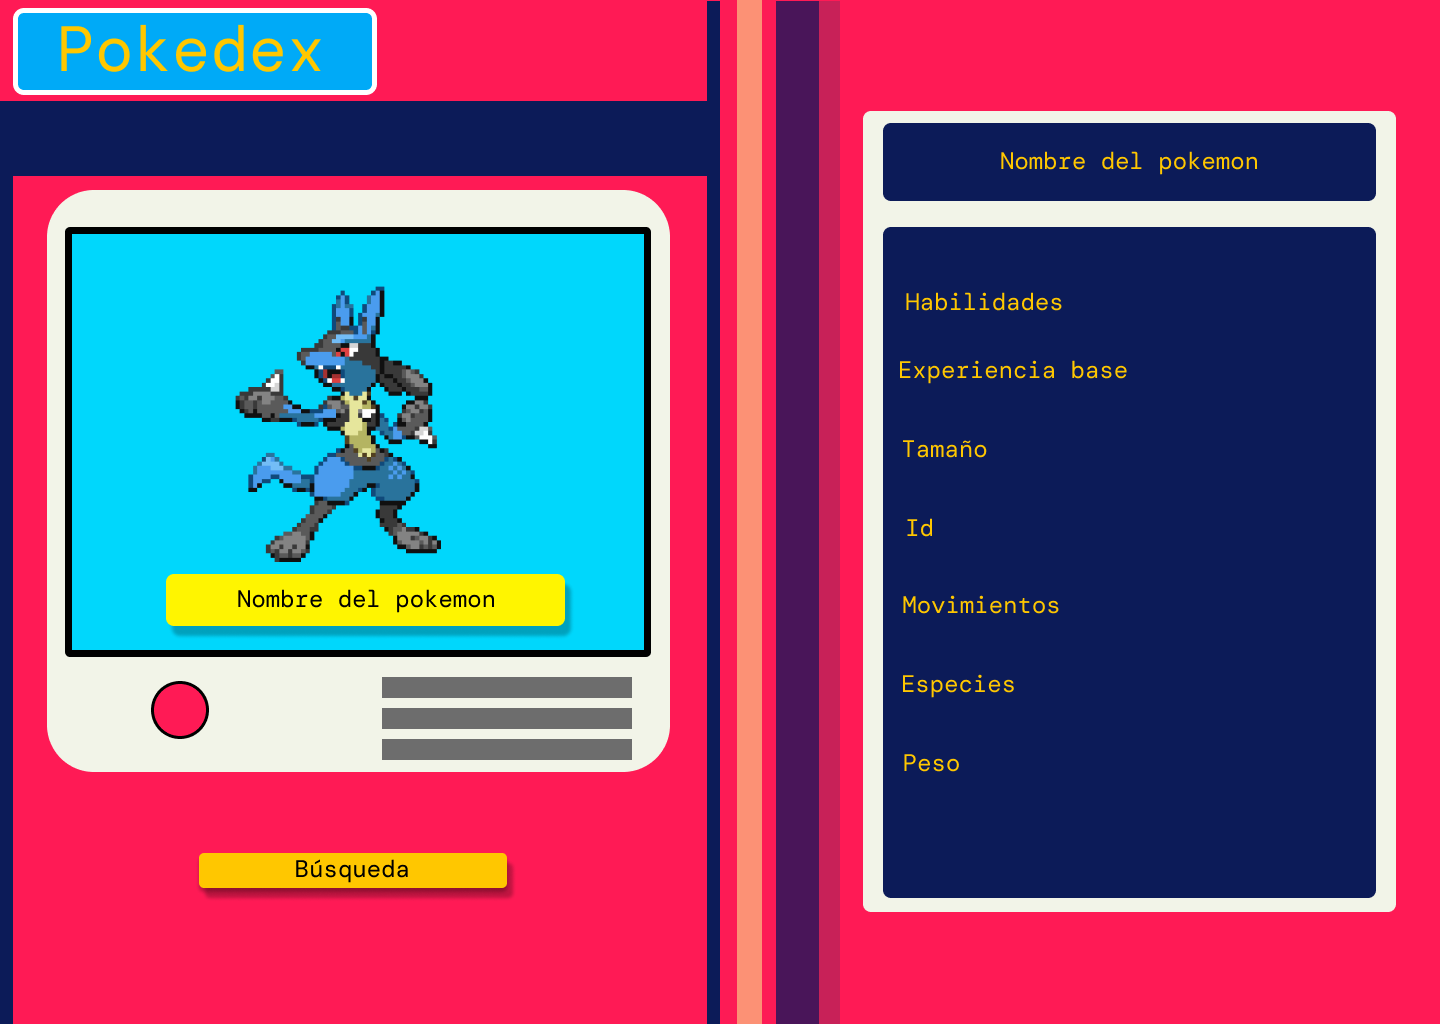 Pokedex
Nombre del pokemon
Búsqueda
Nombre del pokemon
Habilidades
Experiencia base
Tamaño
Id
Movimientos
Especies
Peso